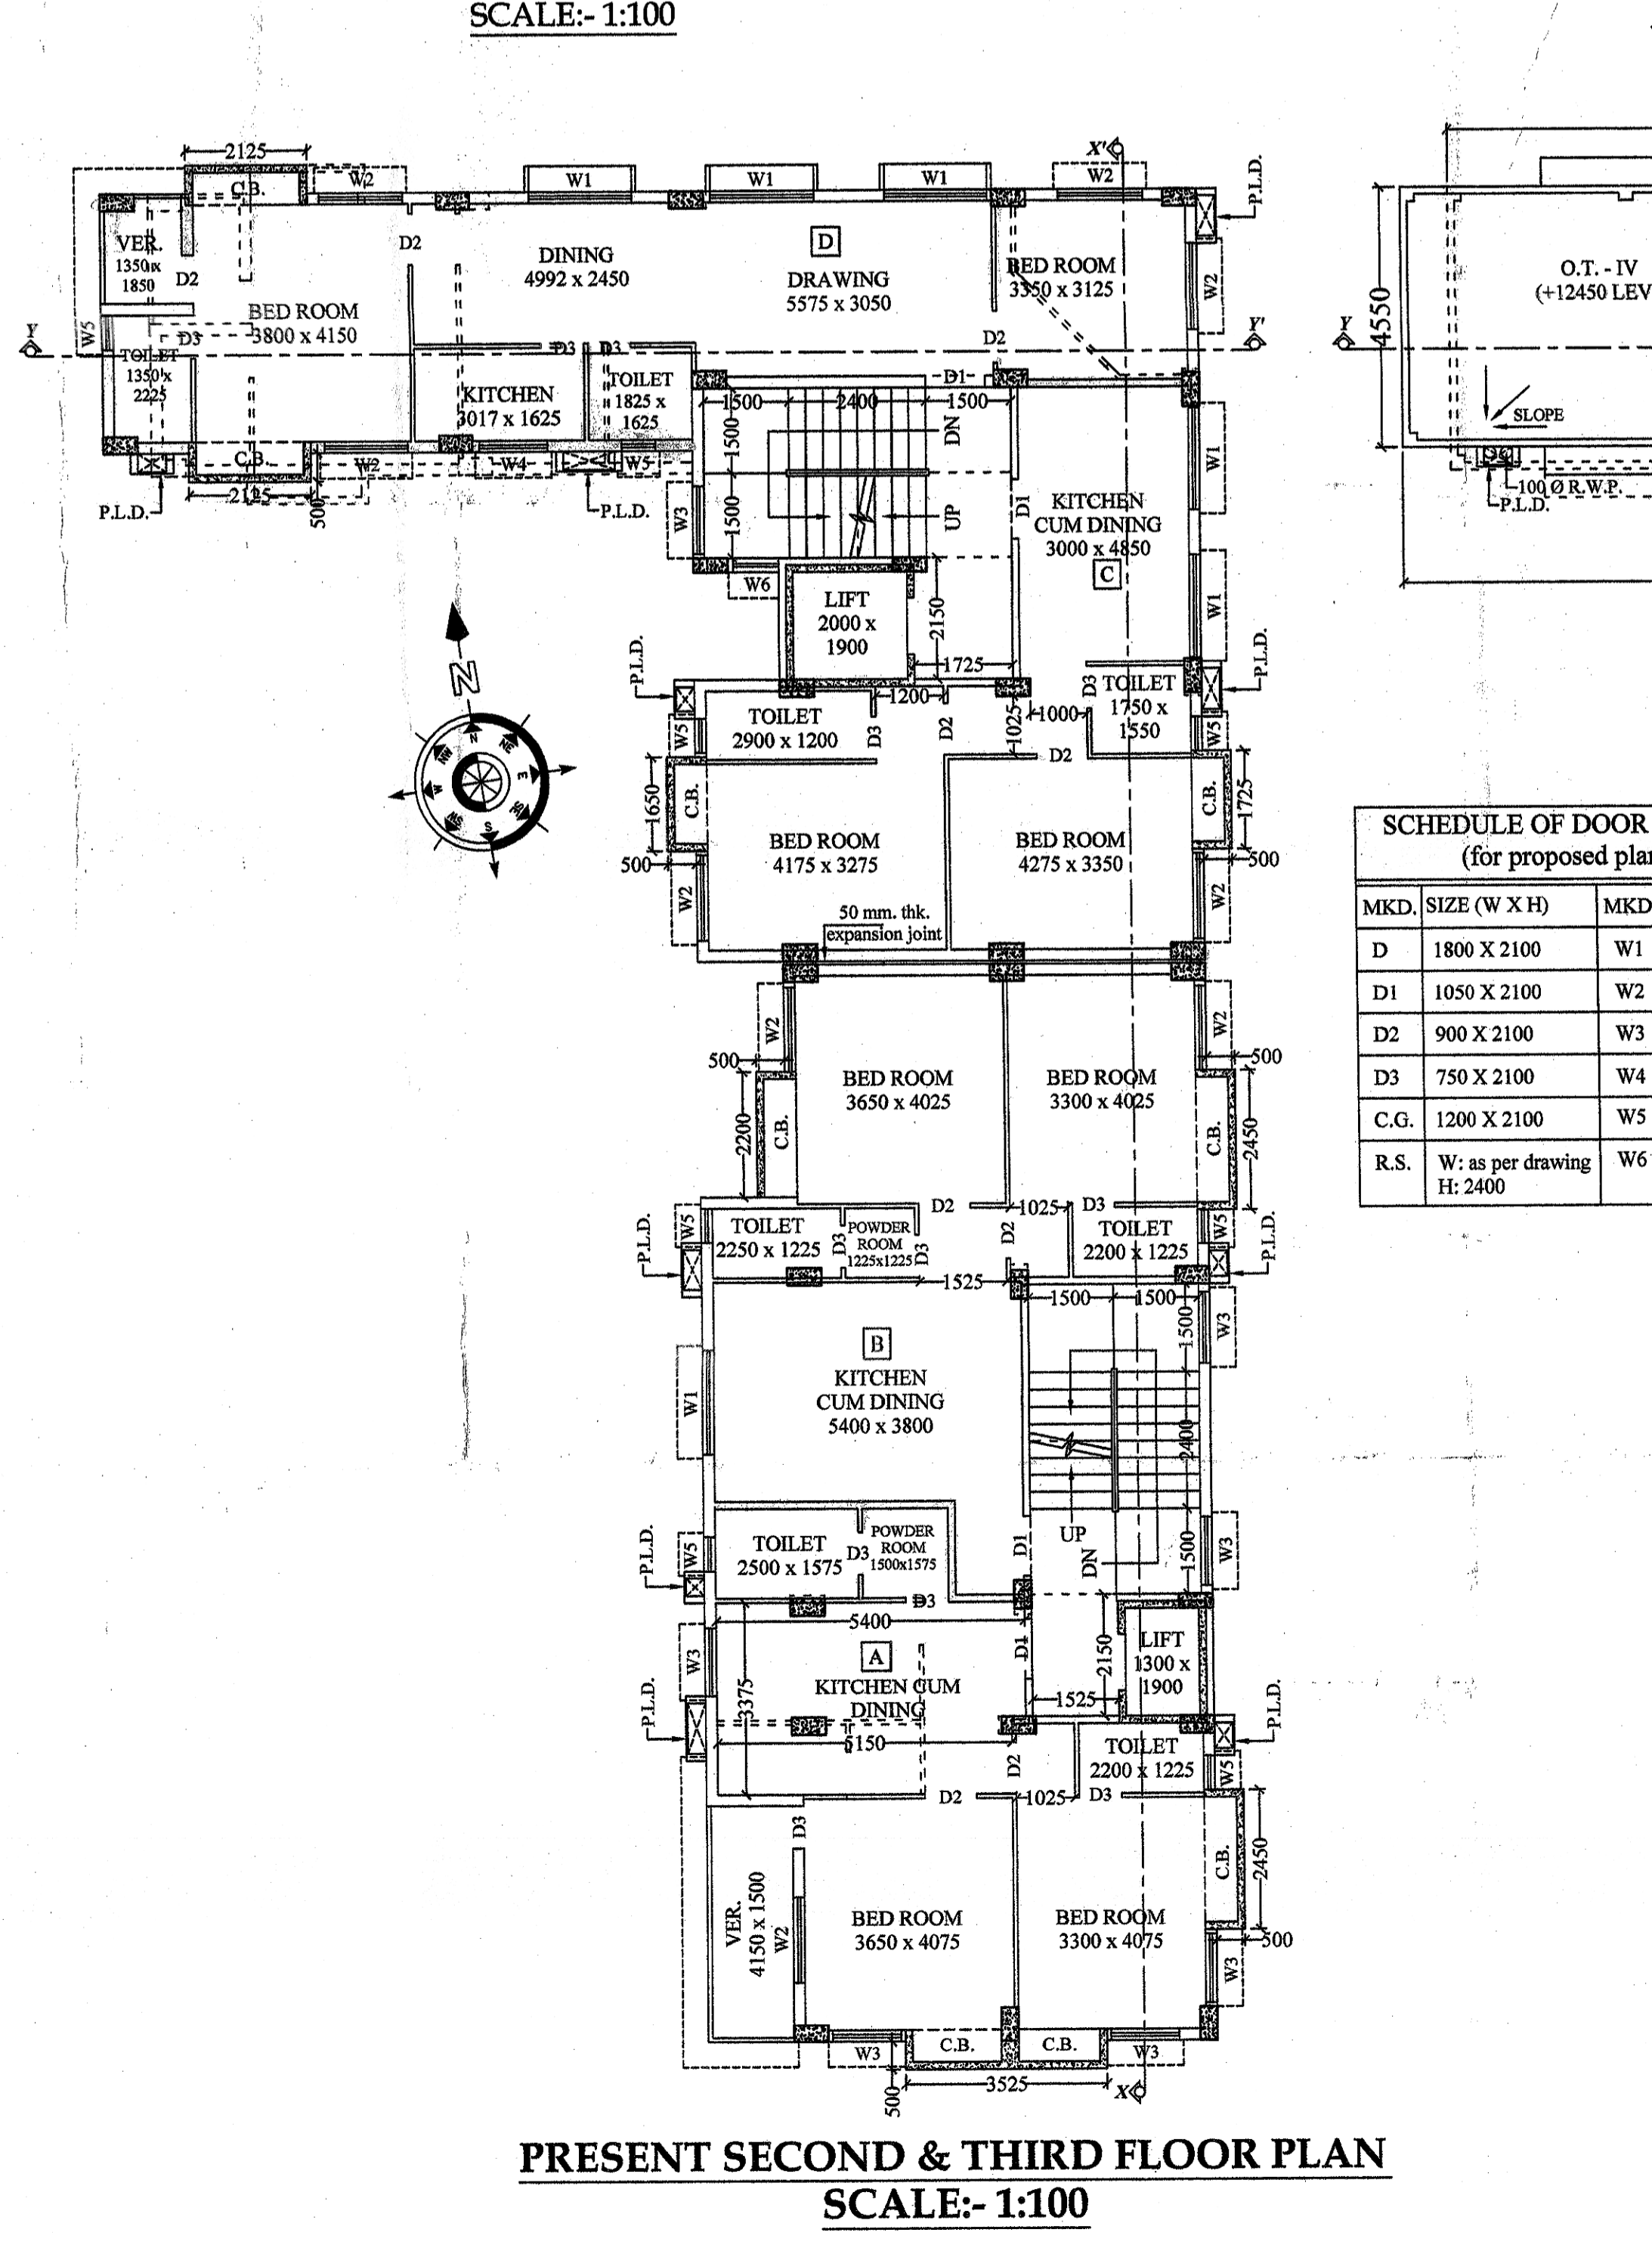 SCALE:- 1:100
2125
C.B.
W2
W1
W1
W1
X'
W2
P.L.D.
VER.
1350 x
1850
D2
D2
DINING
4992 x 2450
D
DRAWING
5575 x 3050
BED ROOM
3350 x 3125
W2
BED ROOM
3800 x 4150
Y
W5
D3
TOILET
1350 x
2225
D3
D3
D2
Y'
KITCHEN
3017 x 1625
TOILET
1825 x
1625
D1
1500
2400
1500
1500
DN
C.B.
W2
W4
W5
2125
500
P.L.D.
P.L.D.
W3
1500
UP
D1
KITCHEN
CUM DINING
3000 x 4850
C
W1
W1
W6
LIFT
2000 x
1900
2150
1725
P.L.D.
P.L.D.
N
N
NE
E
SE
S
SW
W
NW
1200
TOILET
2900 x 1200
D3
D2
1025
1000
D3
TOILET
1750 x
1550
W5
W5
D2
1650
C.B.
C.B.
1725
BED ROOM
4175 x 3275
BED ROOM
4275 x 3350
500
500
W2
W2
50 mm. thk.
expansion joint
W2
W2
500
500
BED ROOM
3650 x 4025
BED ROOM
3300 x 4025
2200
C.B.
C.B.
2450
D2
1025
D3
W5
TOILET
2250 x 1225
D3
POWDER
ROOM
1225x1225
D3
D2
TOILET
2200 x 1225
W5
P.L.D.
P.L.D.
1525
1500
1500
1500
W3
B
KITCHEN
CUM DINING
5400 x 3800
W1
2400
UP
DN
1500
W3
D1
P.L.D.
W5
TOILET
2500 x 1575
D3
POWDER
ROOM
1500x1575
D3
5400
A
KITCHEN CUM
DINING
W3
3375
D1
2150
LIFT
1300 x
1900
1525
P.L.D.
P.L.D.
5150
D2
TOILET
2200 x 1225
W5
D2
1025
D3
D3
VER.
4150 x 1500
W2
BED ROOM
3650 x 4075
BED ROOM
3300 x 4075
C.B.
2450
500
W3
W3
C.B.
C.B.
W3
500
3525
X
PRESENT SECOND & THIRD FLOOR PLAN
SCALE:- 1:100
4550
O.T. - IV
(+12450 LEV
Y
SLOPE
100 Ø R.W.P.
P.L.D.
SCHEDULE OF DOOR
(for proposed plan
MKD. SIZE (W X H) MKD
D 1800 X 2100 W1
D1 1050 X 2100 W2
D2 900 X 2100 W3
D3 750 X 2100 W4
C.G. 1200 X 2100 W5
R.S. W: as per drawing W6
H: 2400